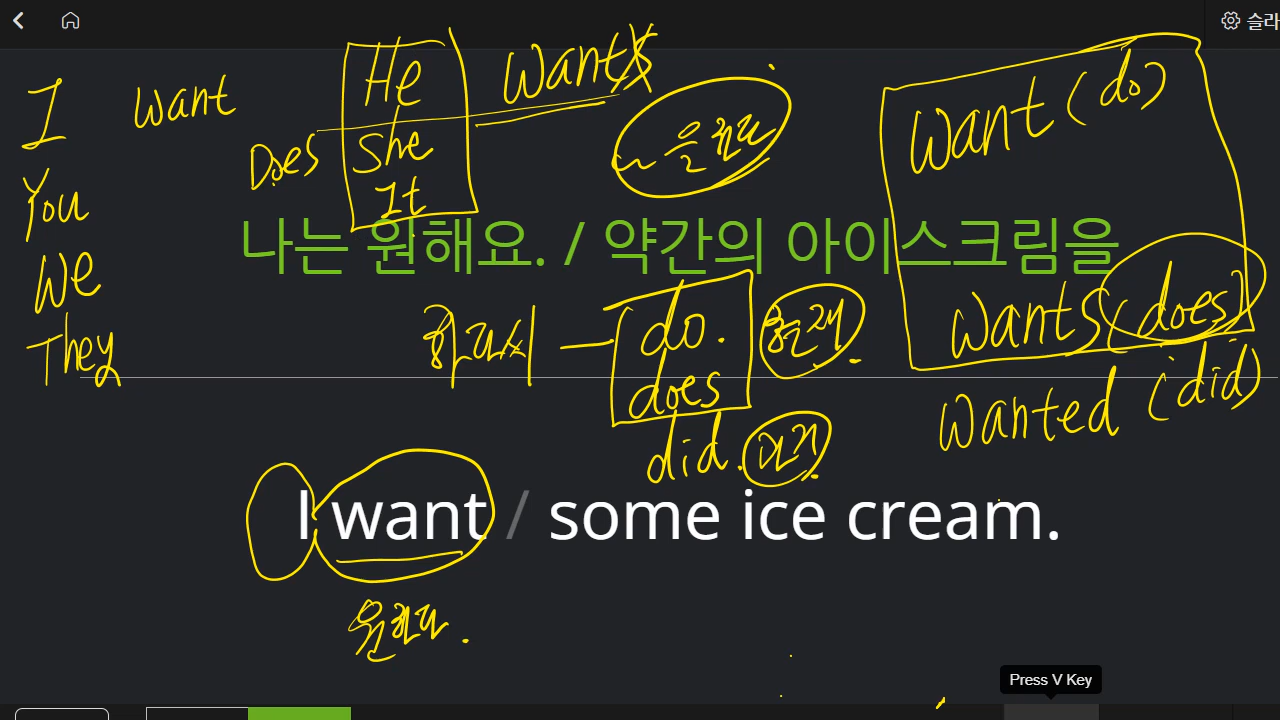 슬라
I want He wants want (do)
Does She ~을 원하다
It
You
나는 원해요. / 약간의 아이스크림을
We
do. 현재 wants (does)
They
does
did. 과거 wanted (did)
I want / some ice cream.
원하다.
Press V Key